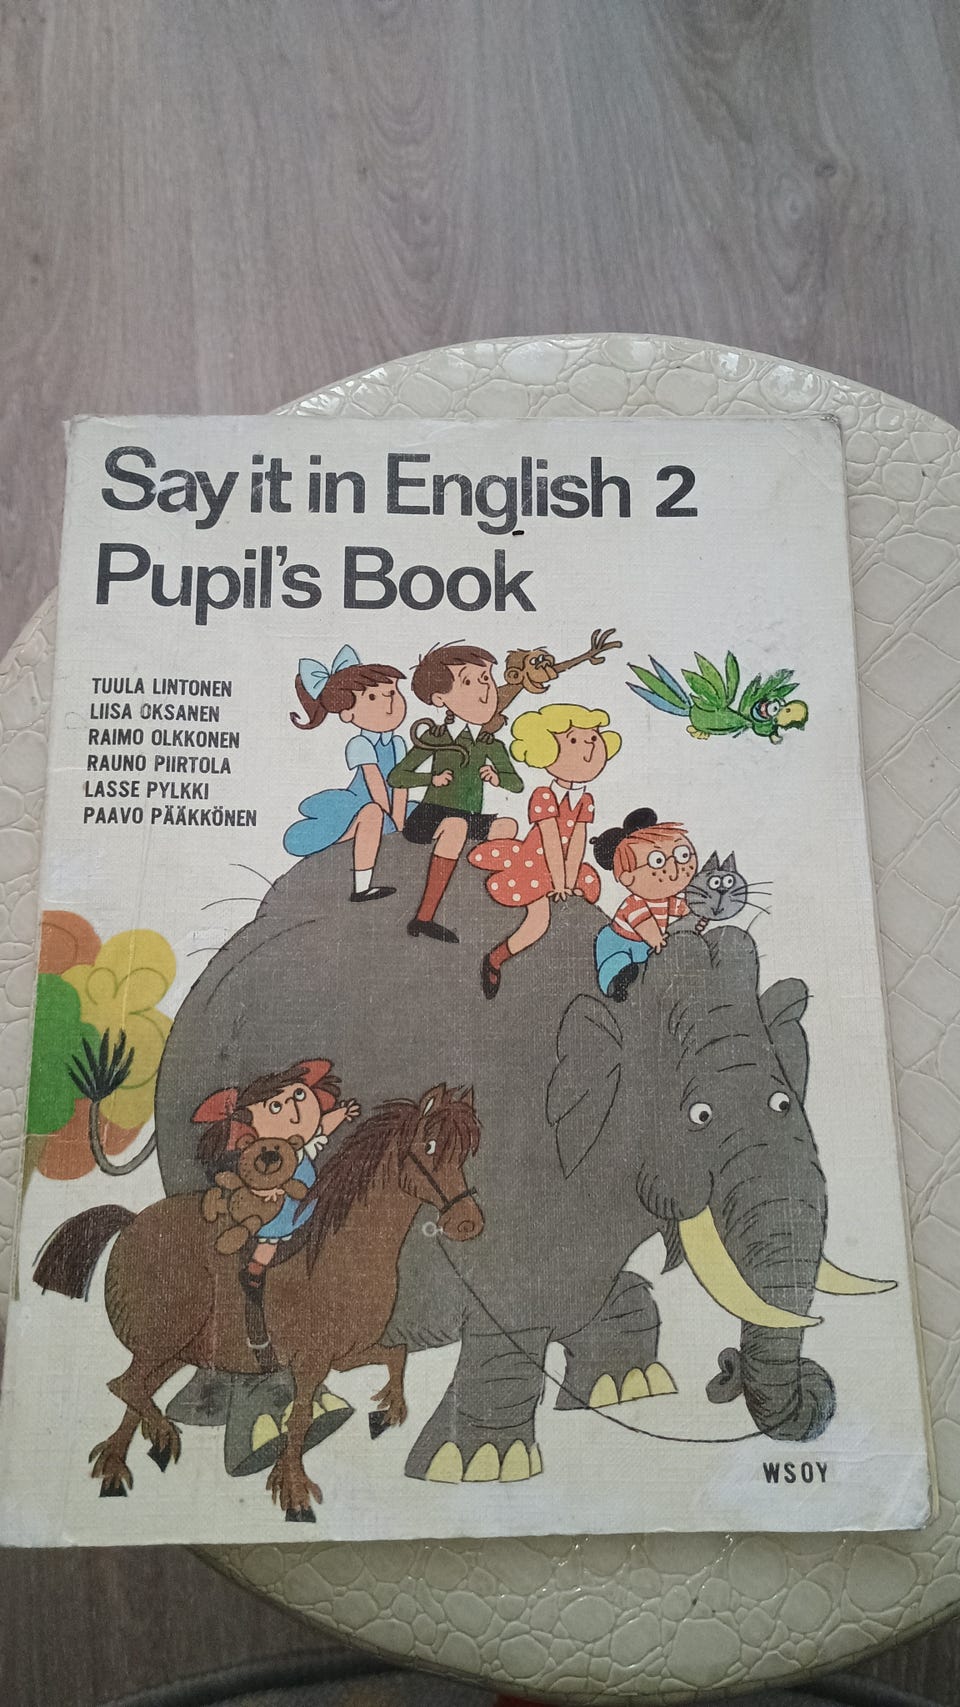 Say it in English 2
Pupil's Book
TUULA LINTONEN
LIISA OKSANEN
RAIMO OLKKONEN
RAUNO PIIRTOLA
LASSE PYLKKI
PAAVO PÄÄKKÖNEN
WSOY